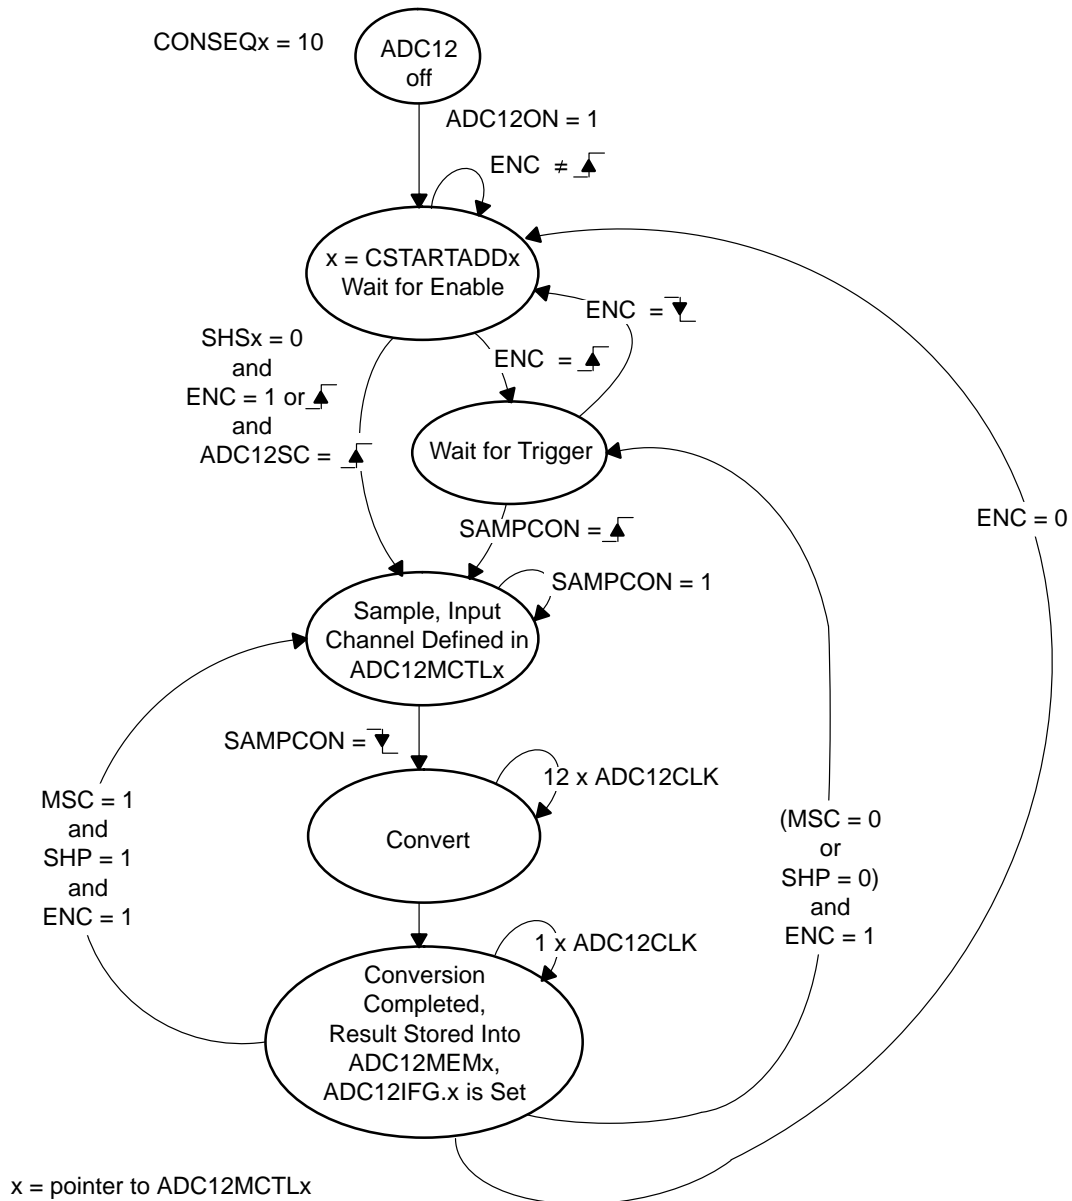 CONSEQx = 10
ADC12
off
ADC12ON = 1
ENC ≠
x = CSTARTADDx
Wait for Enable
ENC =
SHSx = 0
and
ENC = 1 or
and
ADC12SC =
ENC =
Wait for Trigger
ENC = 0
SAMPCON =
SAMPCON = 1
Sample, Input
Channel Defined in
ADC12MCTLx
SAMPCON =
12 x ADC12CLK
MSC = 1
and
SHP = 1
and
ENC = 1
Convert
(MSC = 0
or
SHP = 0)
and
ENC = 1
1 x ADC12CLK
Conversion
Completed,
Result Stored Into
ADC12MEMx,
ADC12IFG.x is Set
x = pointer to ADC12MCTLx